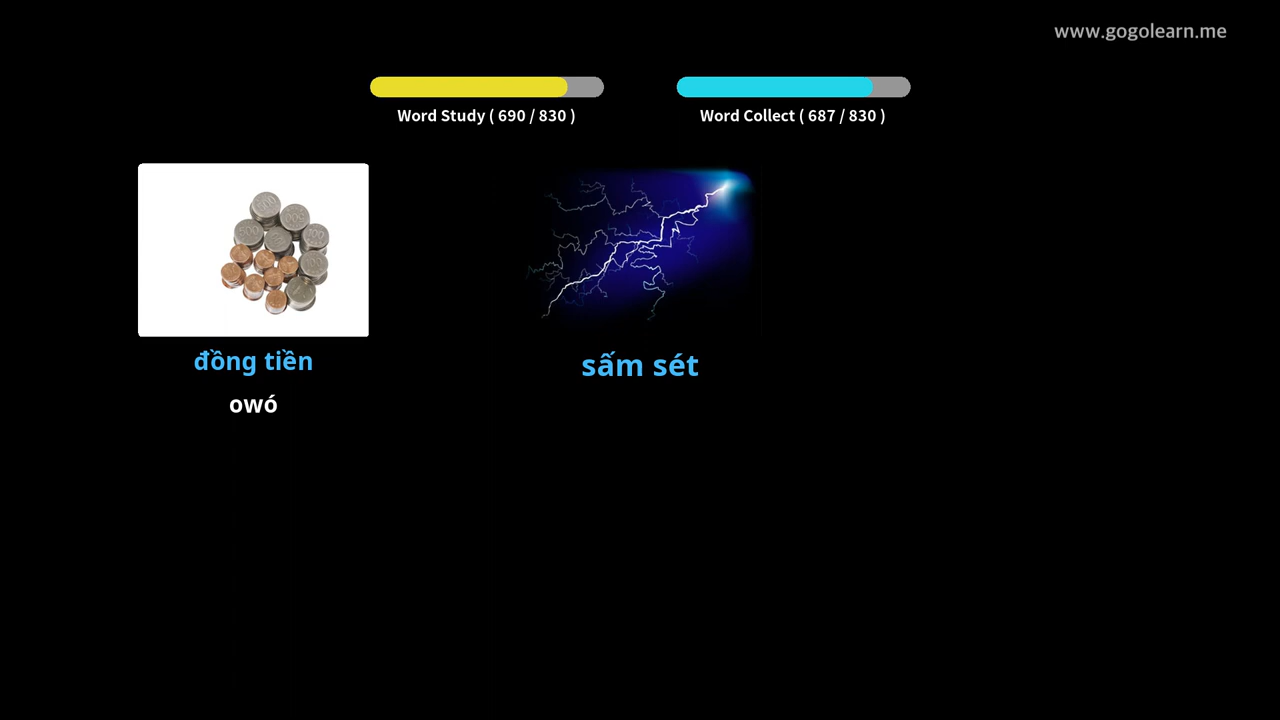 www.gogolearn.me
Word Study ( 690 / 830 )
Word Collect ( 687 / 830 )
đồng tiền
owó
sấm sét